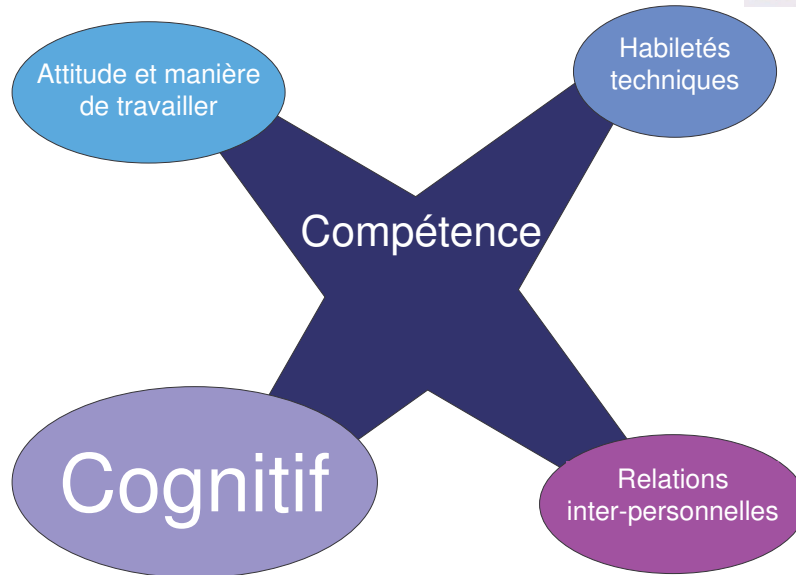 Attitude et manière
de travailler
Habiletés
techniques
Compétence
Cognitif
Relations
inter-personnelles